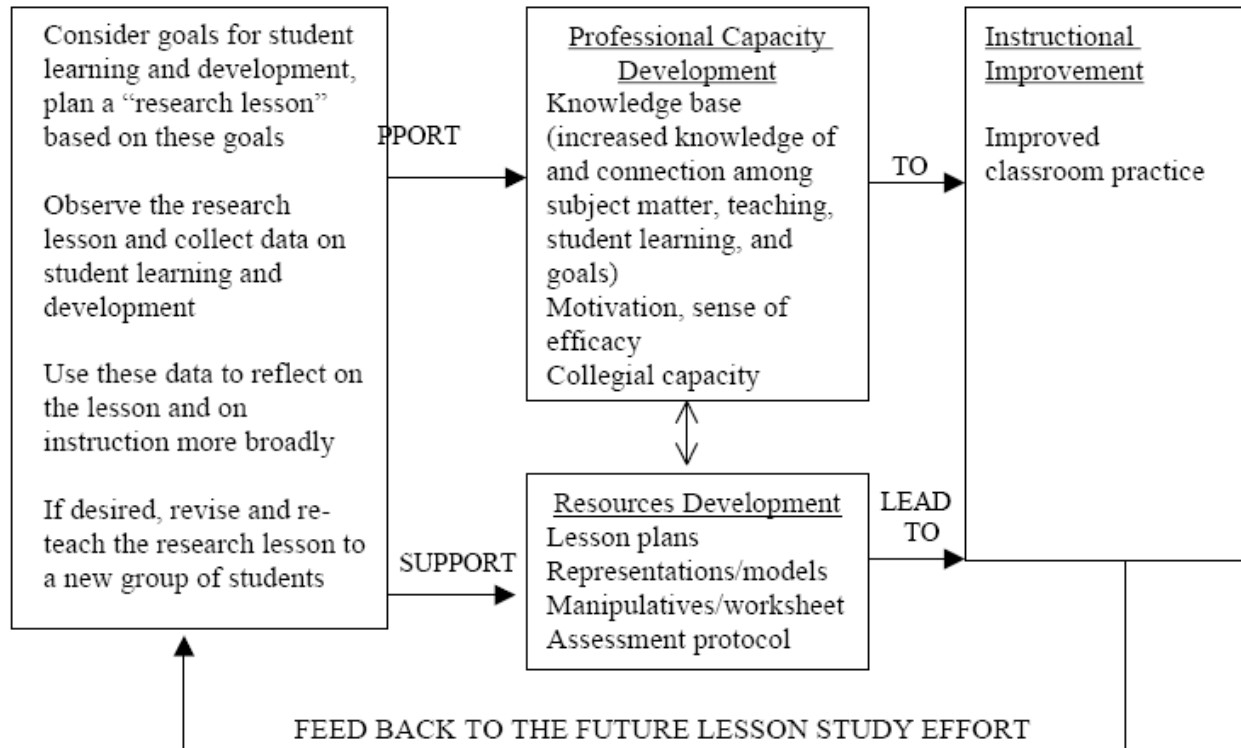 Consider goals for student
learning and development,
plan a “research lesson”
based on these goals
Observe the research
lesson and collect data on
student learning and
development
Use these data to reflect on
the lesson and on
instruction more broadly
If desired, revise and re-
teach the research lesson to
a new group of students
PPORT
SUPPORT
Professional Capacity
Development
Knowledge base
(increased knowledge of
and connection among
subject matter, teaching,
student learning, and
goals)
Motivation, sense of
efficacy
Collegial capacity
Resources Development
Lesson plans
Representations/models
Manipulatives/worksheet
Assessment protocol
TO
LEAD
TO
Instructional
Improvement
Improved
classroom practice
FEED BACK TO THE FUTURE LESSON STUDY EFFORT